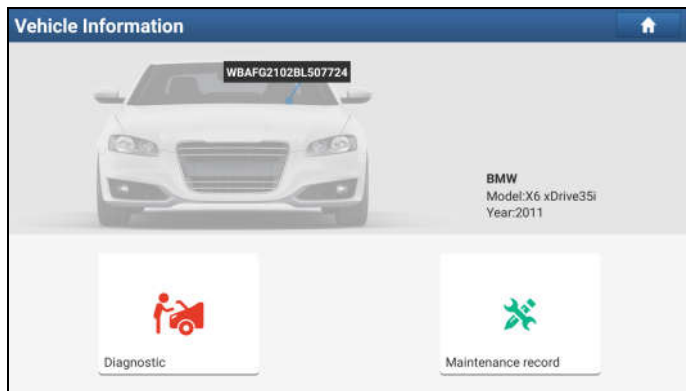 Vehicle Information
WBAFG2102BL507724
BMW
Model:X6 xDrive35i
Year:2011
Diagnostic
Maintenance record